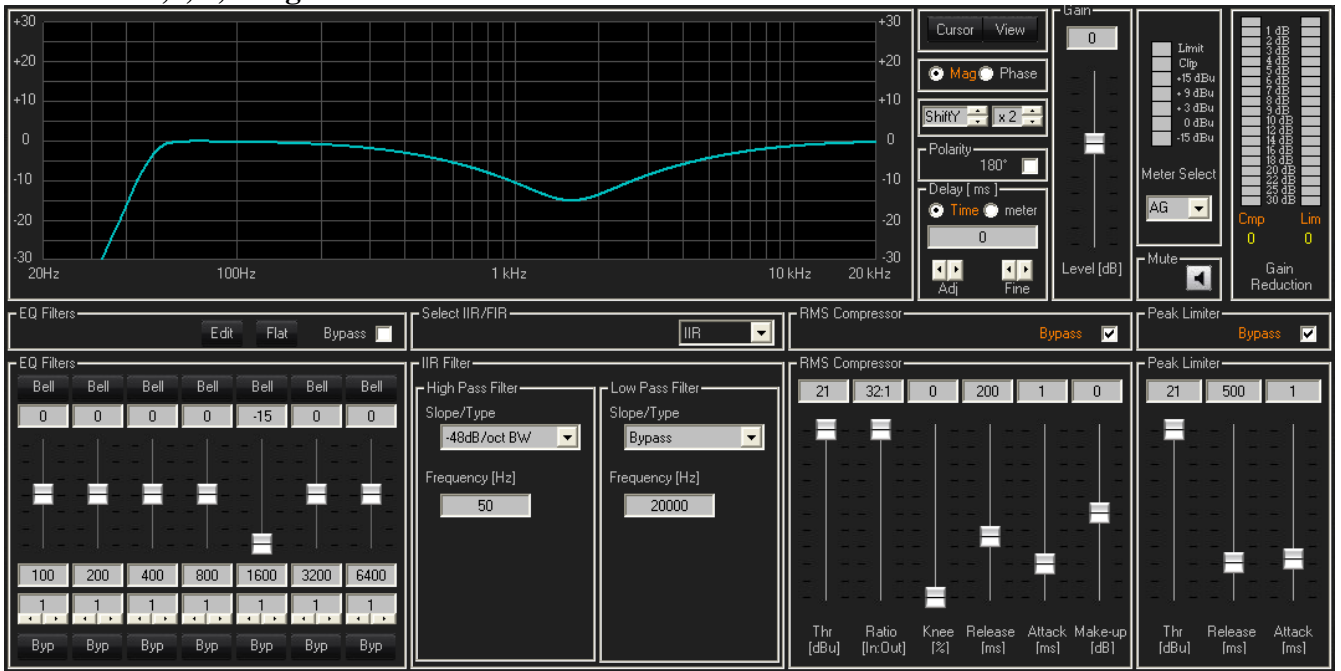 +30
+20
+10
0
-10
-20
-30
+30
+20
+10
0
-10
-20
-30
20Hz 100Hz 1 kHz 10 kHz 20 kHz
Cursor View
Mag Phase
ShiftY x 2
Polarity
180°
Delay [ ms ]
Time meter
0
Adj Fine
Gain
0
Level [dB]
Limit
Clip
+15 dBu
+ 9 dBu
+ 3 dBu
0 dBu
-15 dBu
Meter Select
AG
Mute
1 dB
2 dB
3 dB
4 dB
5 dB
6 dB
7 dB
8 dB
9 dB
10 dB
12 dB
14 dB
16 dB
18 dB
20 dB
22 dB
25 dB
30 dB
Cmp Lim
0 0
Gain
Reduction
EQ Filters
Edit Flat Bypass
Select IIR/FIR
IIR
RMS Compressor
Bypass
Peak Limiter
Bypass
EQ Filters
Bell Bell Bell Bell Bell Bell Bell
0 0 0 0 -15 0 0
100 200 400 800 1600 3200 6400
1 1 1 1 1 1 1
Byp Byp Byp Byp Byp Byp Byp
IIR Filter
High Pass Filter
Slope/Type
-48dB/oct BW
Frequency [Hz]
50
Low Pass Filter
Slope/Type
Bypass
Frequency [Hz]
20000
RMS Compressor
21 32:1 0 200 1 0
Thr Ratio Knee Release Attack Make-up
[dBu] [In:Out] [%] [ms] [ms] [dB]
Peak Limiter
21 500 1
Thr Release Attack
[dBu] [ms] [ms]